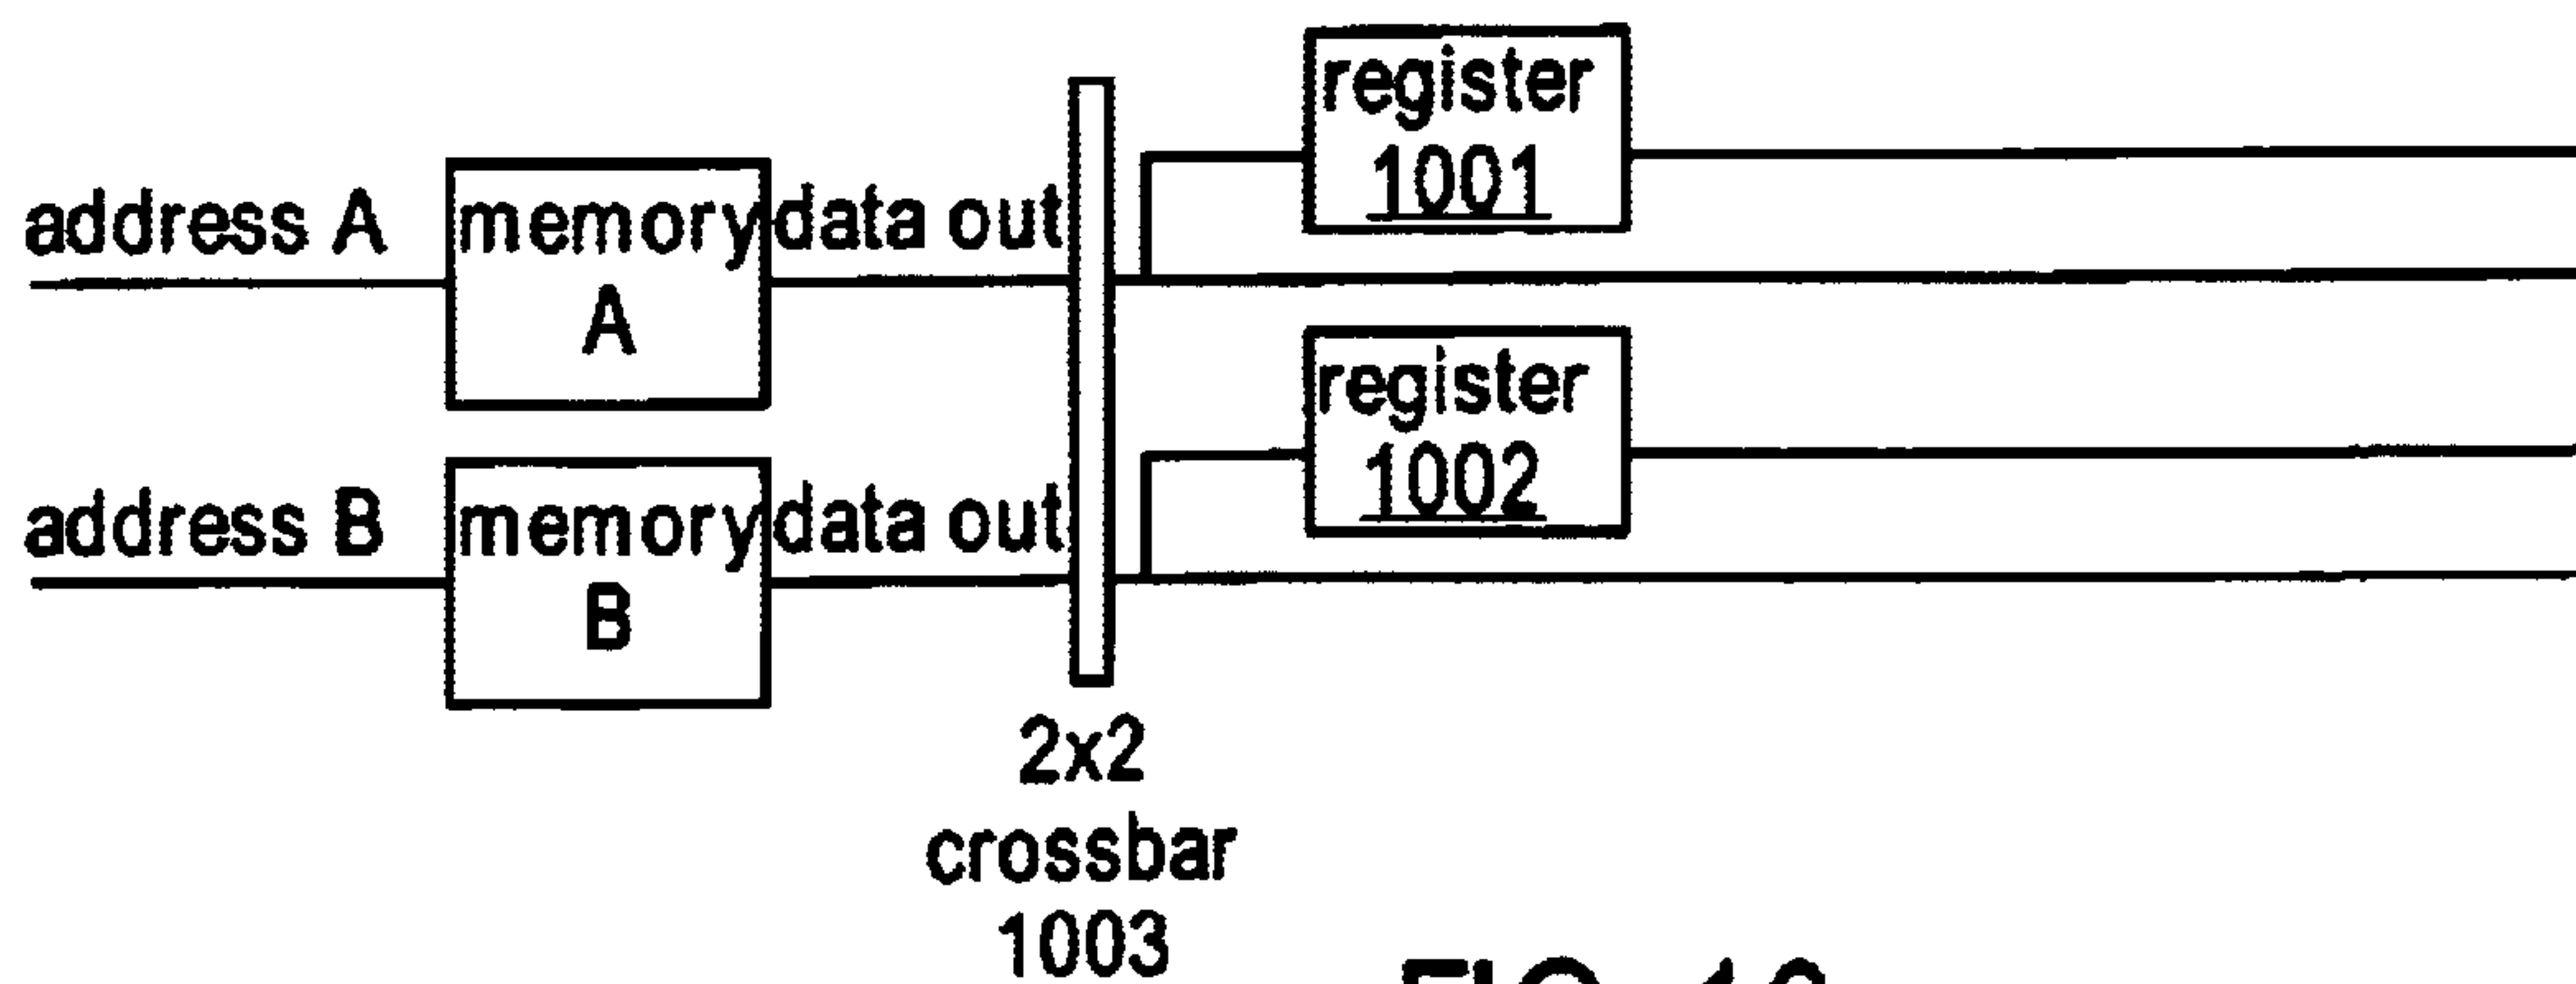 register
1001
address A
memory
A
data out
register
1002
address B
memory
B
data out
2x2
crossbar
1003